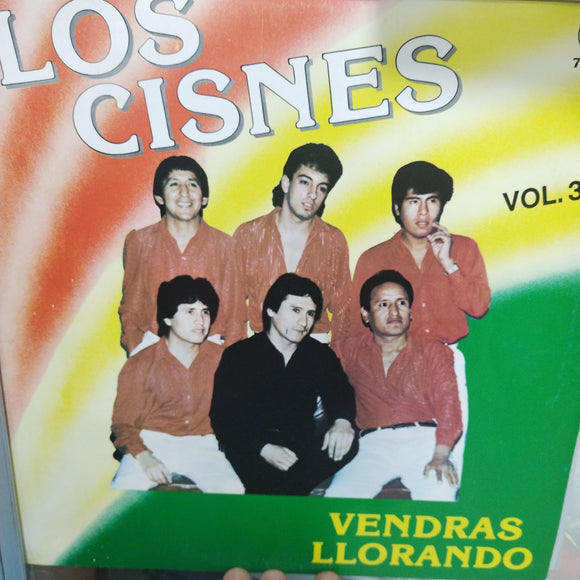 LOS
CISNES
VOL. 3
VENDRAS
LLORANDO